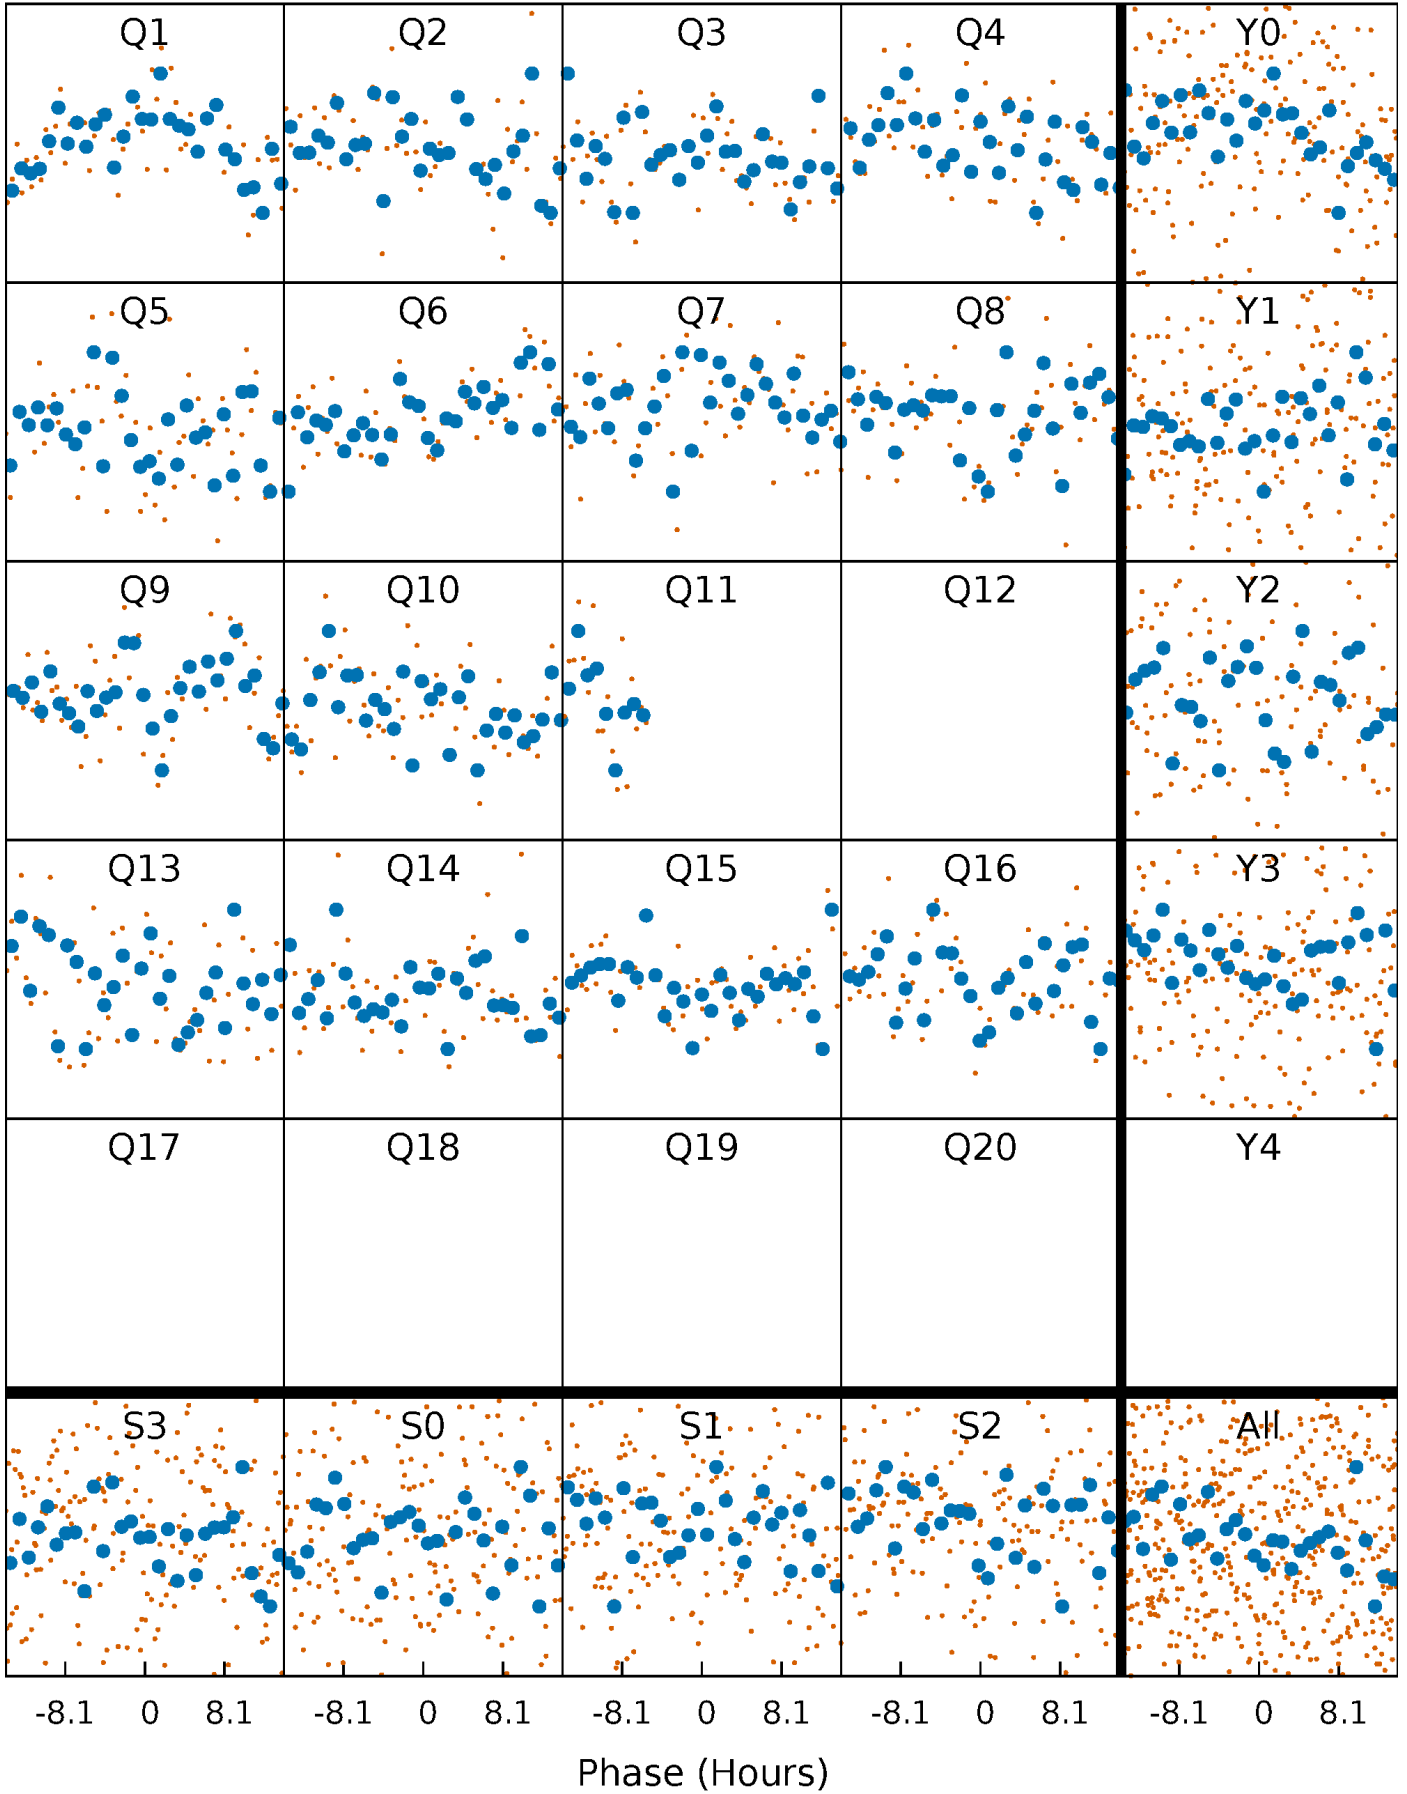 Q1 Q2 Q3 Q4 Y0
Q5 Q6 Q7 Q8 Y1
Q9 Q10 Q11 Q12 Y2
Q13 Q14 Q15 Q16 Y3
Q17 Q18 Q19 Q20 Y4
S3 S0 S1 S2 All
-8.1 0 8.1 -8.1 0 8.1 -8.1 0 8.1 -8.1 0 8.1 -8.1 0 8.1
Phase (Hours)